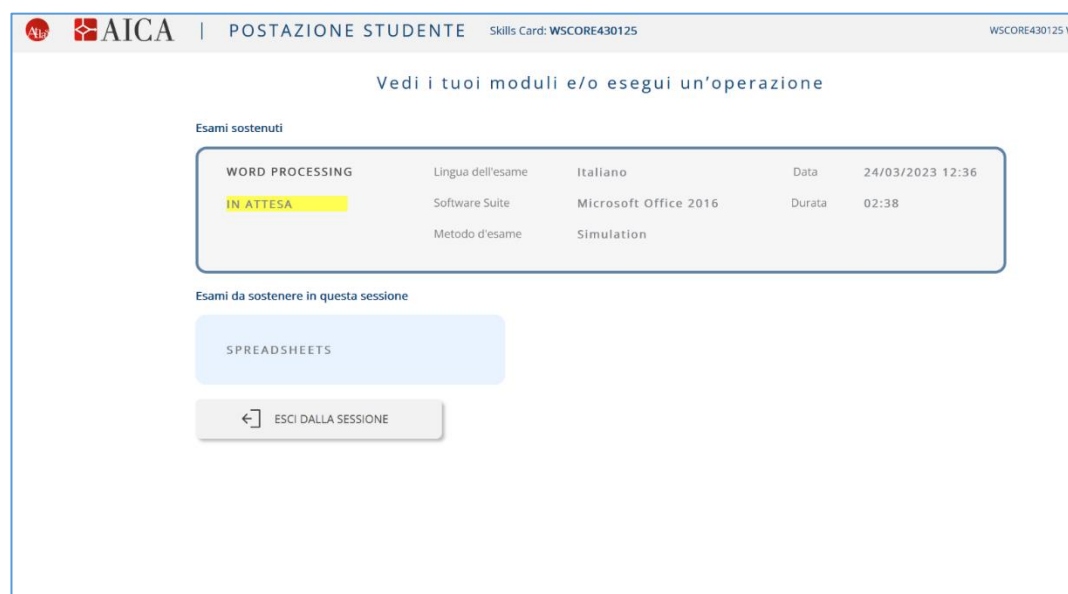 AICA | POSTAZIONE STUDENTE Skills Card: WSCORE430125 WSCORE430125
Vedi i tuoi moduli e/o esegui un'operazione
Esami sostenuti
WORD PROCESSING Lingua dell'esame Italiano Data 24/03/2023 12:36
IN ATTESA Software Suite Microsoft Office 2016 Durata 02:38
Metodo d'esame Simulation
Esami da sostenere in questa sessione
SPREADSHEETS
ESCI DALLA SESSIONE